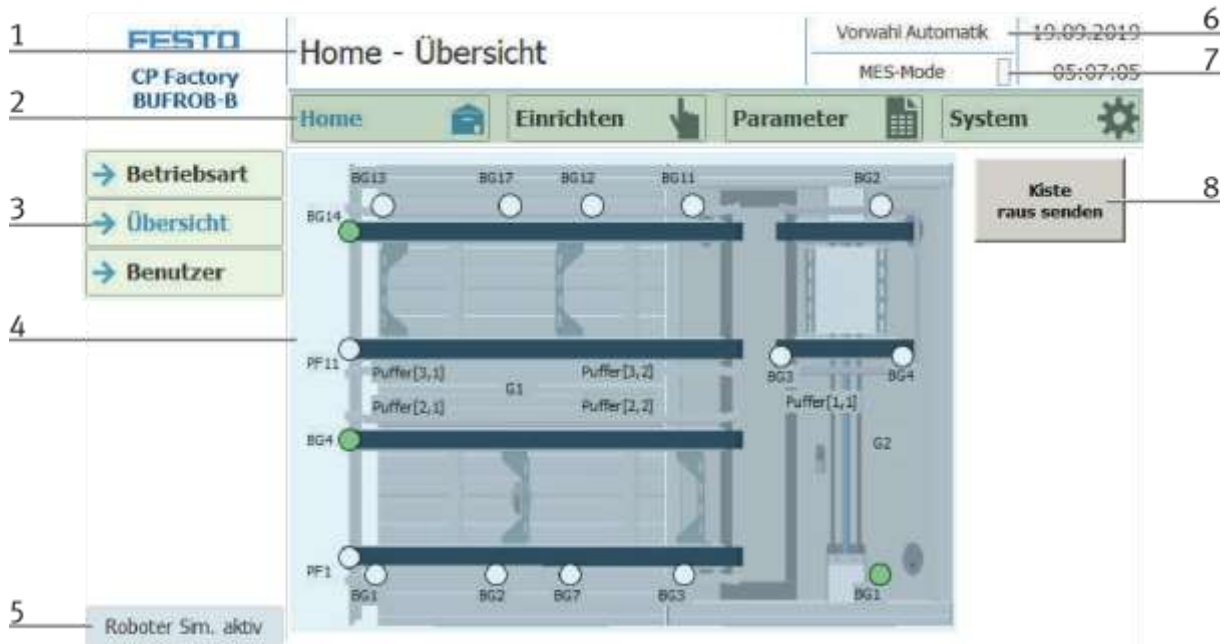 1
FESTO
CP Factory
BUFROB-B
Home - Übersicht
Vorwahl Automatik
19.09.2019
6
MES-Mode
05:07:05
7
2
Home
Einrichten
Parameter
System
Betriebsart
3
Übersicht
Benutzer
BG13
BG17
BG12
BG11
BG2
BG14
Kiste
raus senden
8
4
PF11
Puffer[3,1]
Puffer[3,2]
BG3
BG4
G1
Puffer[2,1]
Puffer[2,2]
Puffer[1,1]
BG4
G2
PF1
BG1
BG2
BG7
BG3
BG1
5
Roboter Sim. aktiv